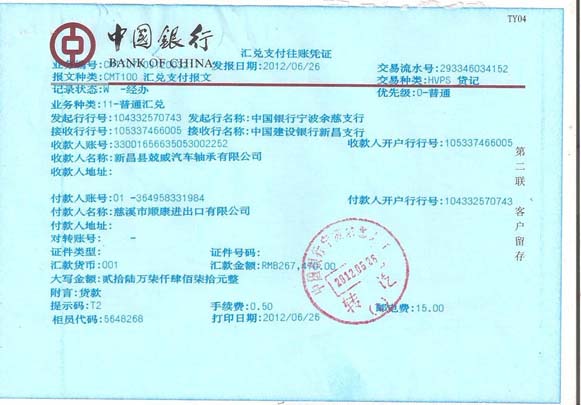 TY04
中国银行
BANK OF CHINA
汇兑支付往账凭证
发报日期:2012/06/26 交易流水号:293346034152
报文种类:CMT100 汇兑支付报文 交易种类:HVPS 贷记
记录状态:W -经办 优先级:0-普通
业务种类:11-普通汇兑
发起行行号:104332570743 发起行名称:中国银行宁波余慈支行
接收行行号:105337466005 接收行名称:中国建设银行新昌支行
收款人账号:33001656635053002252 收款人开户行行号:105337466005
收款人名称:新昌县兢威汽车轴承有限公司
收款人地址:
付款人账号:01 -364958331984 付款人开户行行号:104332570743
付款人名称:慈溪市顺康进出口有限公司
付款人地址:
对转账号: -
证件类型: 证件号码:
汇款货币:001 汇款金额:RMB267,470.00
大写金额:贰拾陆万柒仟肆佰柒拾元整
附言:货款
提示码:T2 手续费:0.50 邮电费:15.00
柜员代码:5648268 打印日期:2012/06/26
第二联 客户留存
2012.06.26
转讫